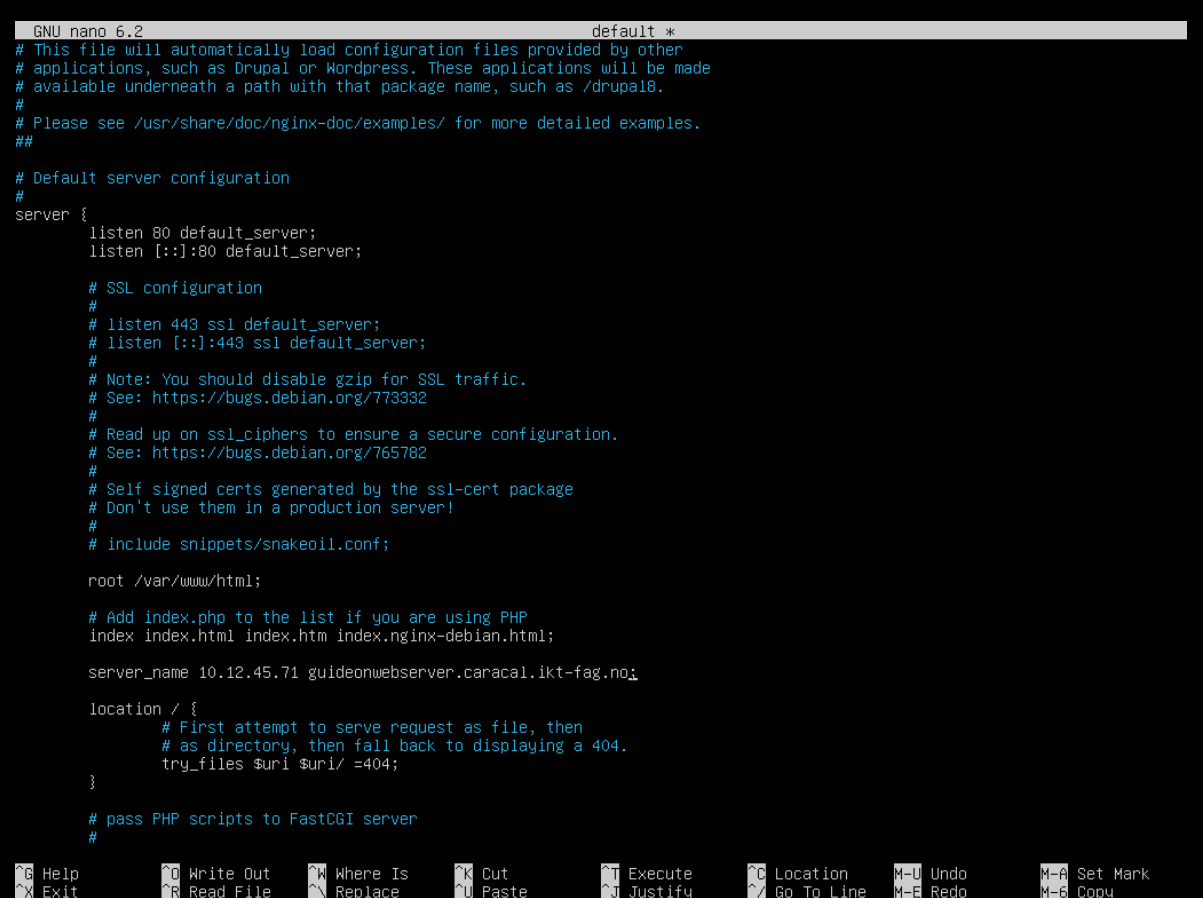 GNU nano 6.2 default *
# This file will automatically load configuration files provided by other
# applications, such as Drupal or Wordpress. These applications will be made
# available underneath a path with that package name, such as /drupal8.
#
# Please see /usr/share/doc/nginx-doc/examples/ for more detailed examples.
##
# Default server configuration
#
server {
listen 80 default_server;
listen [::]:80 default_server;
# SSL configuration
#
# listen 443 ssl default_server;
# listen [::]:443 ssl default_server;
#
# Note: You should disable gzip for SSL traffic.
# See: https://bugs.debian.org/773332
#
# Read up on ssl_ciphers to ensure a secure configuration.
# See: https://bugs.debian.org/765782
#
# Self signed certs generated by the ssl-cert package
# Don't use them in a production server!
#
# include snippets/snakeoil.conf;
root /var/www/html;
# Add index.php to the list if you are using PHP
index index.html index.htm index.nginx-debian.html;
server_name 10.12.45.71 guideonwebserver.caracal.ikt-fag.no;
location / {
# First attempt to serve request as file, then
# as directory, then fall back to displaying a 404.
try_files $uri $uri/ =404;
}
# pass PHP scripts to FastCGI server
#
^G Help ^O Write Out ^W Where Is ^K Cut ^T Execute ^C Location M-U Undo M-A Set Mark
^X Exit ^R Read File ^\ Replace ^U Paste ^J Justify ^/ Go To Line M-E Redo M-6 Copy